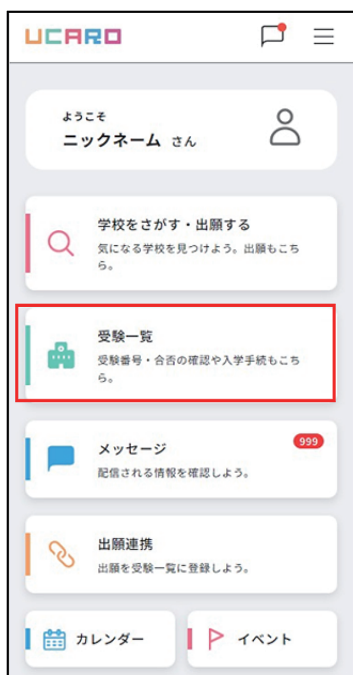 UCARO
ようこそ
ニックネーム さん
学校をさがす・出願する
気になる学校を見つけよう。出願もこち
ら。
受験一覧
受験番号・合否の確認や入学手続もこち
ら。
メッセージ
999
配信される情報を確認しよう。
出願連携
出願を受験一覧に登録しよう。
カレンダー
イベント